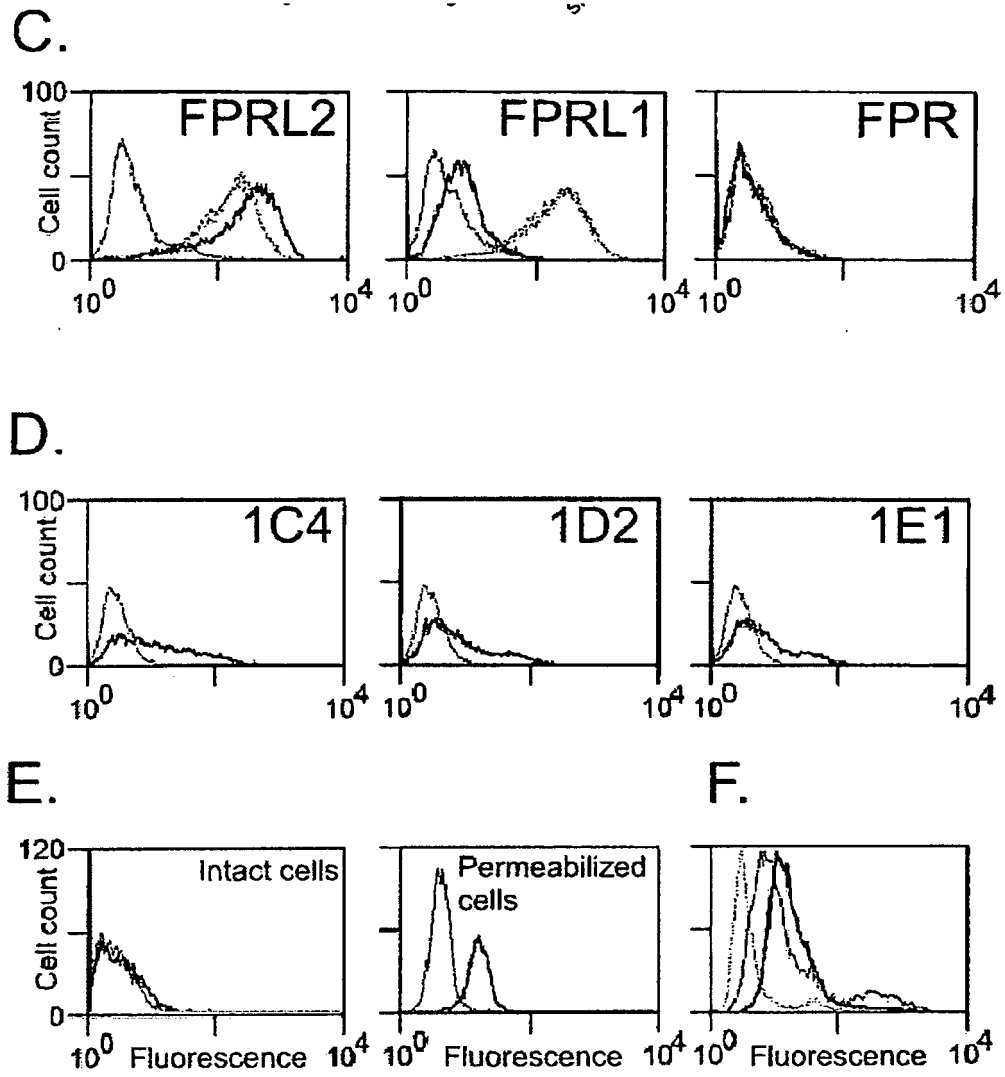 C.
FPRL2 FPRL1 FPR
100
Cell count
0
10^0 10^4 10^0 10^4 10^0 10^4
D.
1C4 1D2 1E1
100
Cell count
0
10^0 10^4 10^0 10^4 10^0 10^4
E. F.
120
Intact cells Permeabilized
cells
Cell count
0
10^0 Fluorescence 10^4 10^0 Fluorescence 10^4 10^0 Fluorescence 10^4